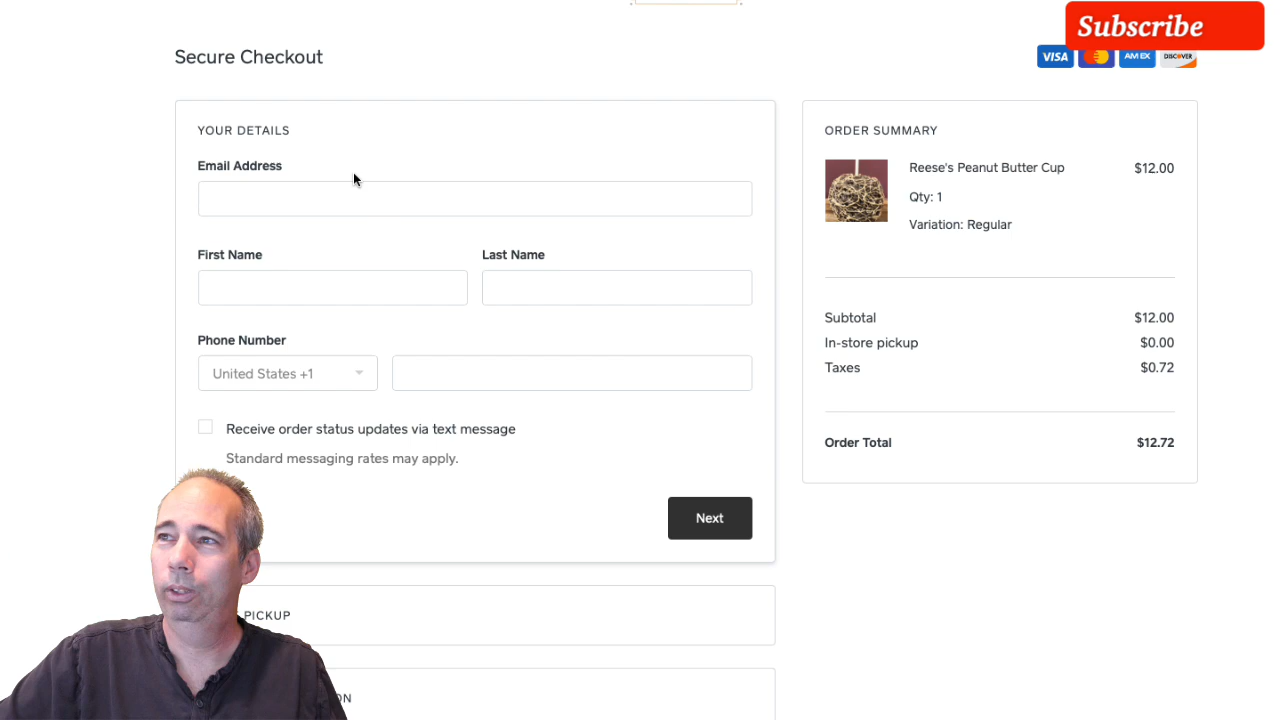 Subscribe
Secure Checkout
VISA
AMEX
DISCOVER
YOUR DETAILS
Email Address
First Name
Last Name
Phone Number
United States +1
Receive order status updates via text message
Standard messaging rates may apply.
Next
PICKUP
ON
ORDER SUMMARY
Reese's Peanut Butter Cup
$12.00
Qty: 1
Variation: Regular
Subtotal
$12.00
In-store pickup
$0.00
Taxes
$0.72
Order Total
$12.72